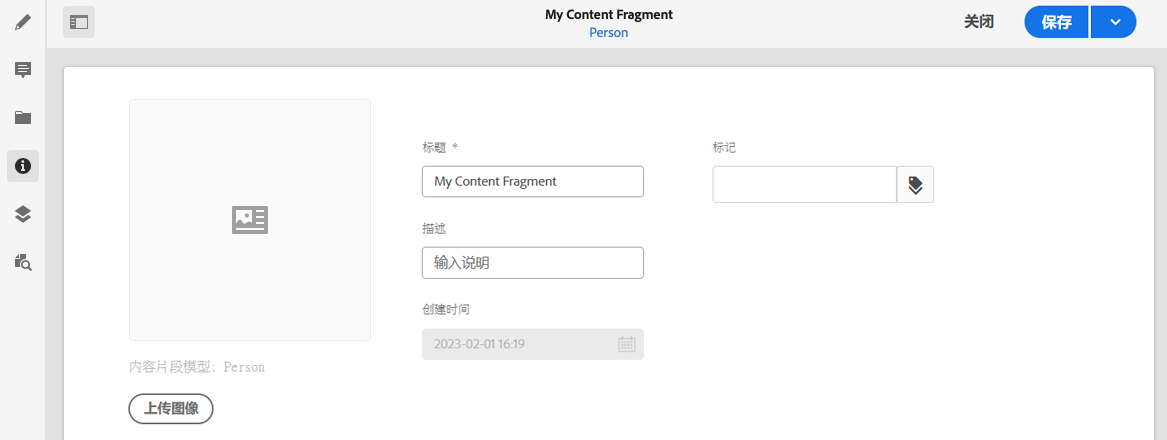 My Content Fragment
Person
关闭
保存
标题 *
标记
My Content Fragment
描述
输入说明
创建时间
2023-02-01 16:19
内容片段模型: Person
上传图像